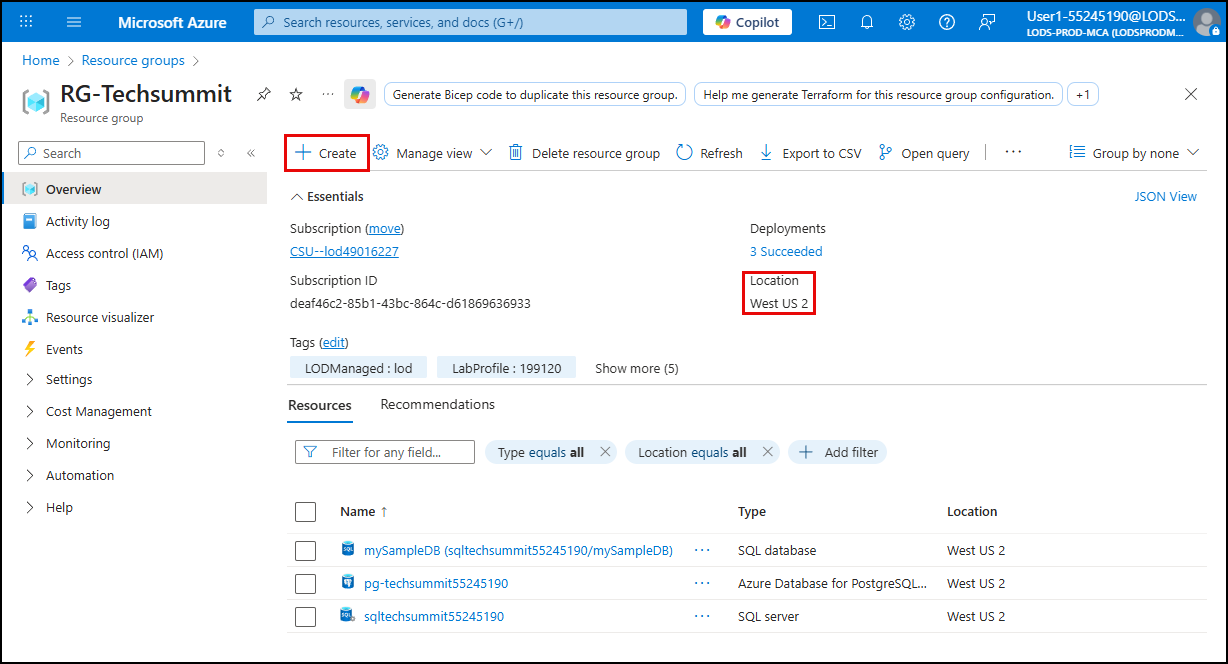 Microsoft Azure
Search resources, services, and docs (G+/)
Copilot
User1-55245190@LODS...
LODS-PROD-MCA (LODSPRODM...
Home > Resource groups >
RG-Techsummit
Resource group
Generate Bicep code to duplicate this resource group.
Help me generate Terraform for this resource group configuration.
+1
Search
Overview
Activity log
Access control (IAM)
Tags
Resource visualizer
Events
Settings
Cost Management
Monitoring
Automation
Help
Create
Manage view
Delete resource group
Refresh
Export to CSV
Open query
Group by none
Essentials
JSON View
Subscription (move)
CSU--lod49016227
Subscription ID
deaf46c2-85b1-43bc-864c-d61869636933
Deployments
3 Succeeded
Location
West US 2
Tags (edit)
LODManaged : lod
LabProfile : 199120
Show more (5)
Resources
Recommendations
Filter for any field...
Type equals all
Location equals all
Add filter
Name ↑ Type Location
mySampleDB (sqltechsummit55245190/mySampleDB) ... SQL database West US 2
pg-techsummit55245190 ... Azure Database for PostgreSQL... West US 2
sqltechsummit55245190 ... SQL server West US 2